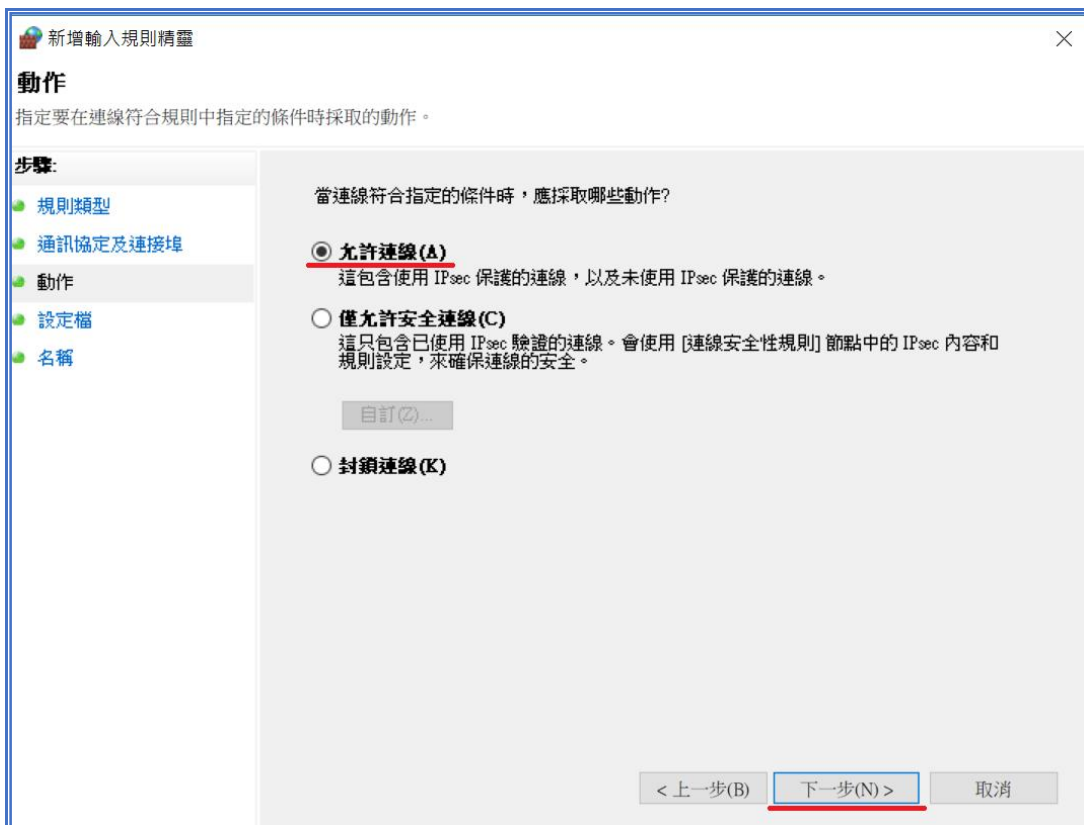 新增輸入規則精靈
動作
指定要在連線符合規則中指定的條件時採取的動作。
步驟:
規則類型
通訊協定及連接埠
動作
設定檔
名稱
當連線符合指定的條件時，應採取哪些動作?
允許連線(A)
這包含使用 IPsec 保護的連線，以及未使用 IPsec 保護的連線。
僅允許安全連線(C)
這只包含已使用 IPsec 驗證的連線。會使用 [連線安全性規則] 節點中的 IPsec 內容和
規則設定，來確保連線的安全。
自訂(Z)...
封鎖連線(K)
< 上一步(B)
下一步(N) >
取消